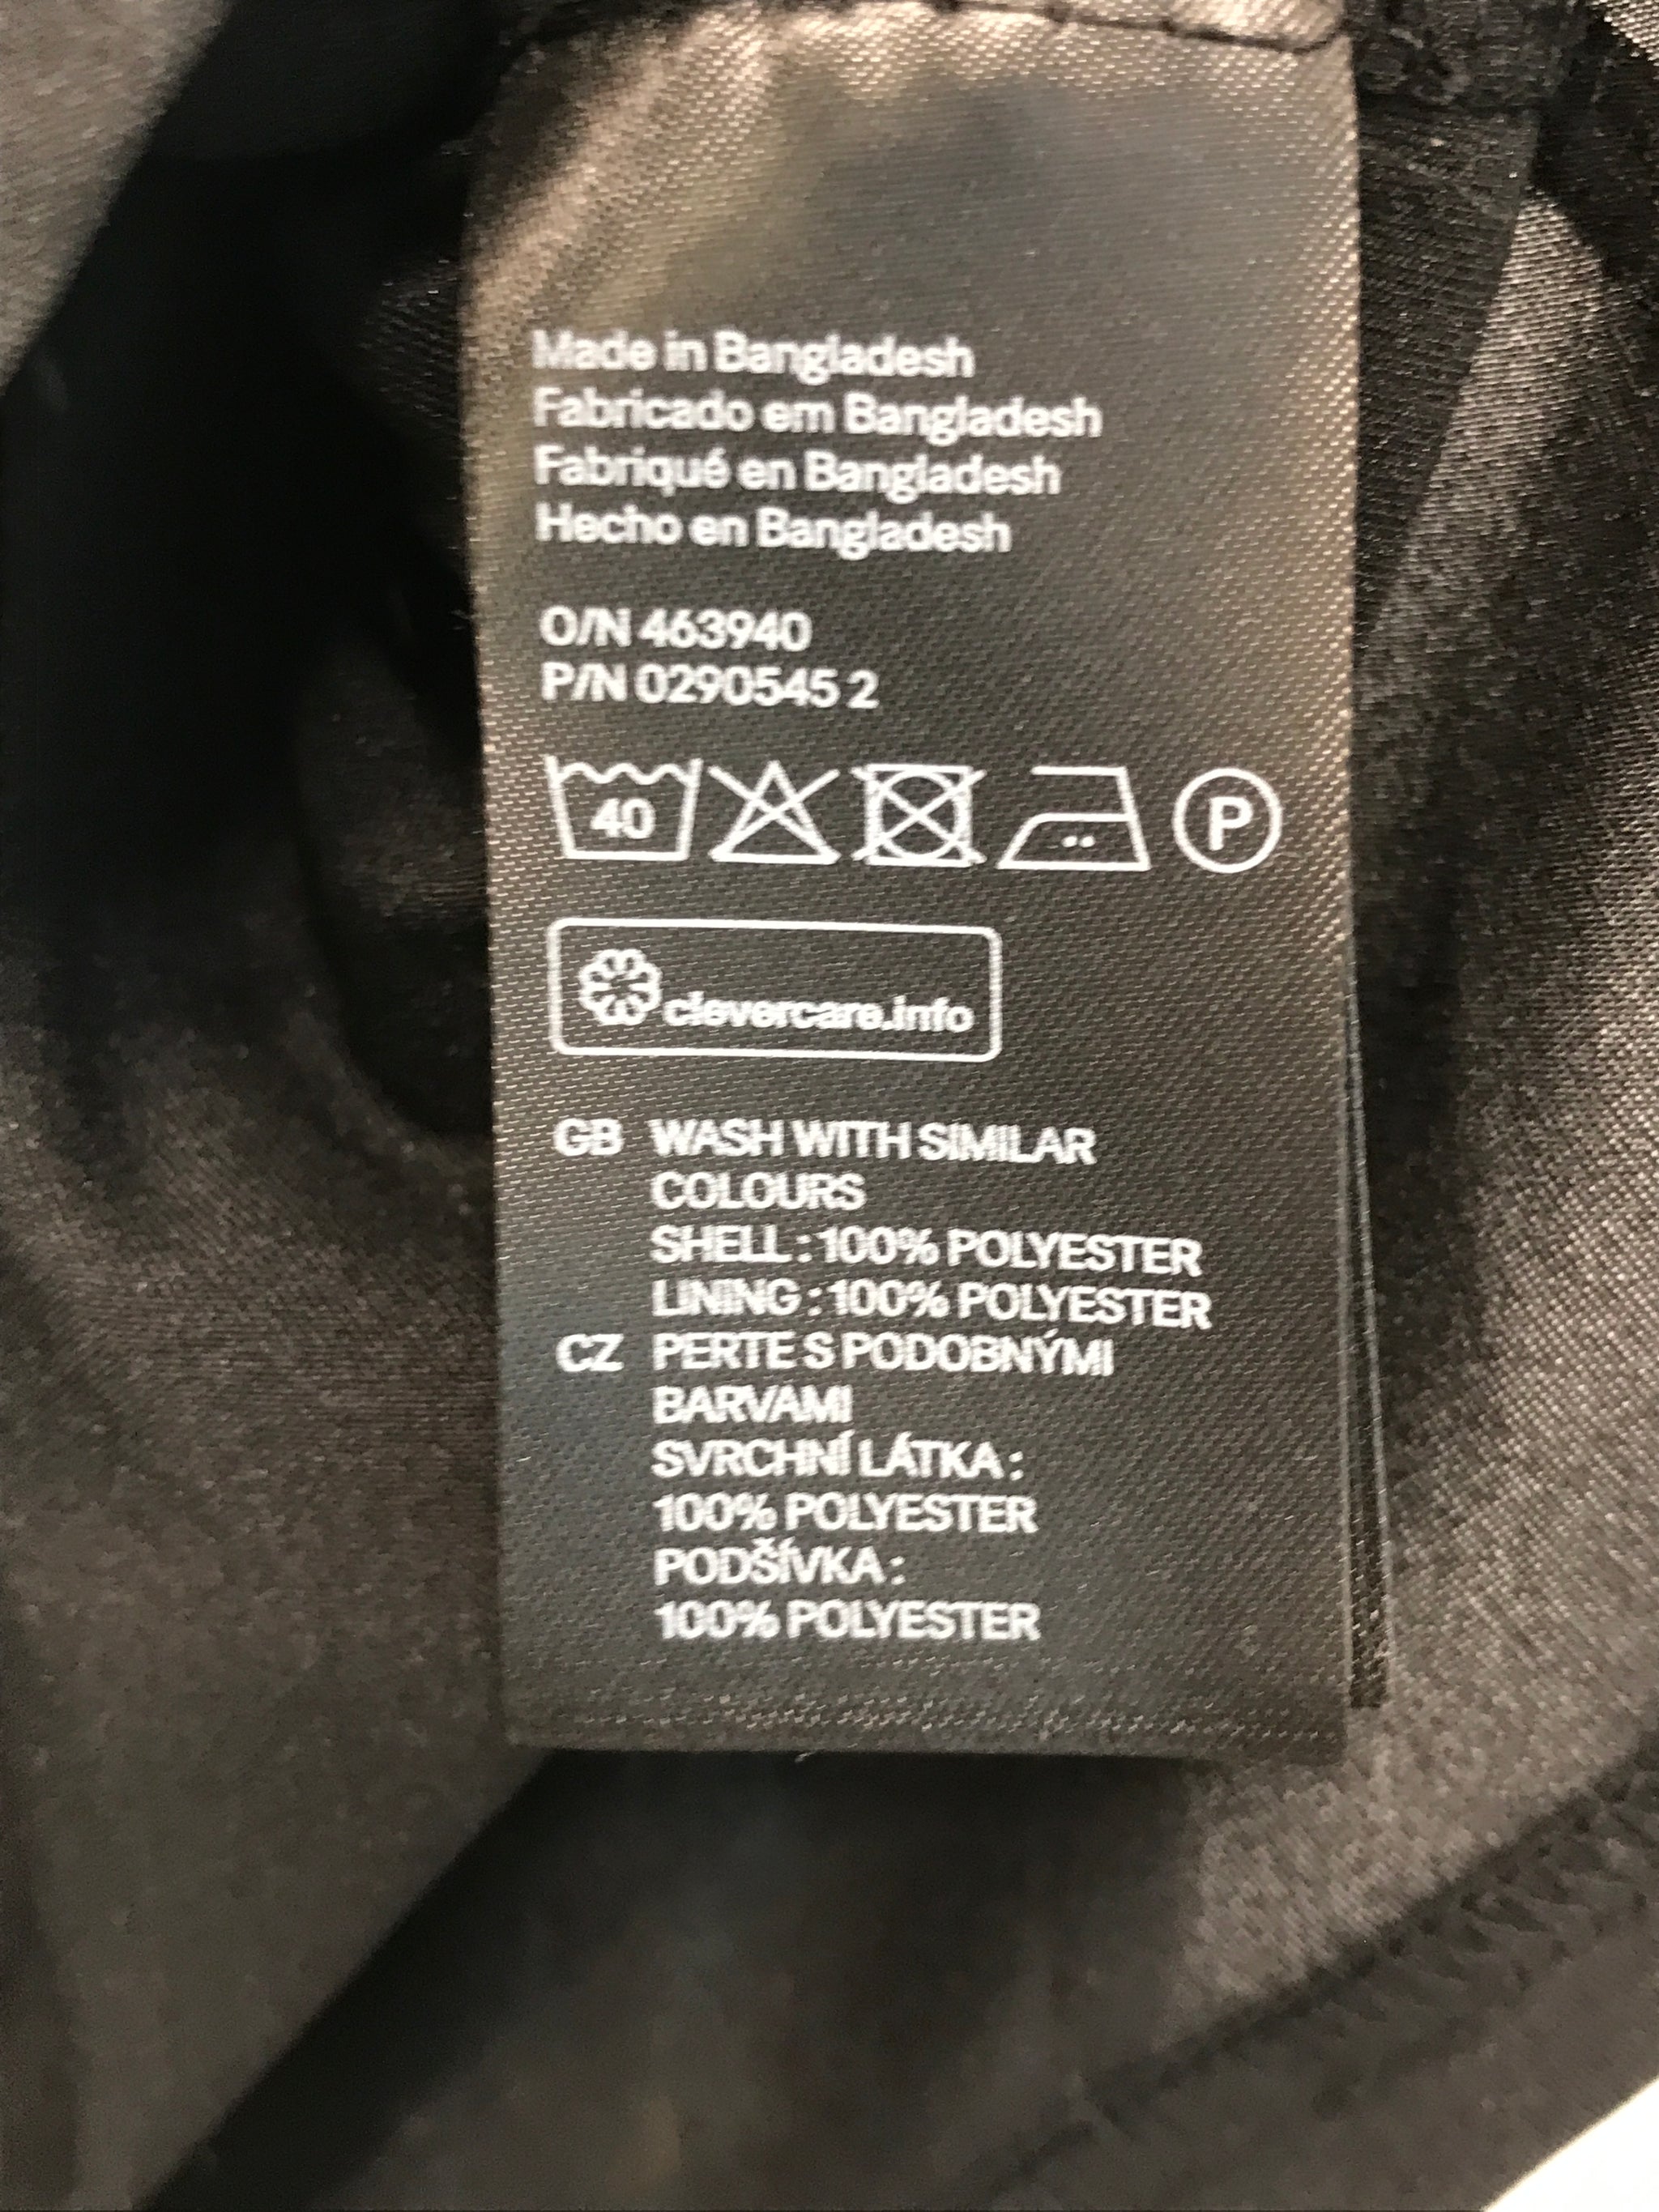 Made in Bangladesh
Fabricado em Bangladesh
Fabriqué en Bangladesh
Hecho en Bangladesh
O/N 463940
P/N 0290545 2
40
P
clevercare.info
GB WASH WITH SIMILAR
COLOURS
SHELL : 100% POLYESTER
LINING : 100% POLYESTER
CZ PERTE S PODOBNÝMI
BARVAMI
SVRCHNÍ LÁTKA :
100% POLYESTER
PODŠÍVKA :
100% POLYESTER